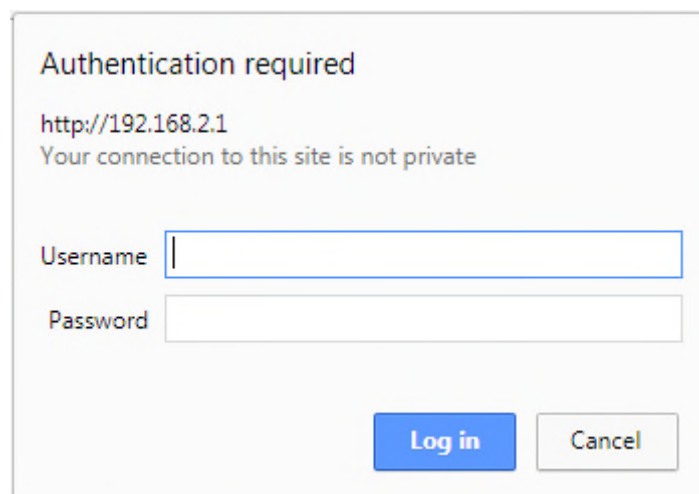 Authentication required
http://192.168.2.1
Your connection to this site is not private
Username
Password
Log in Cancel